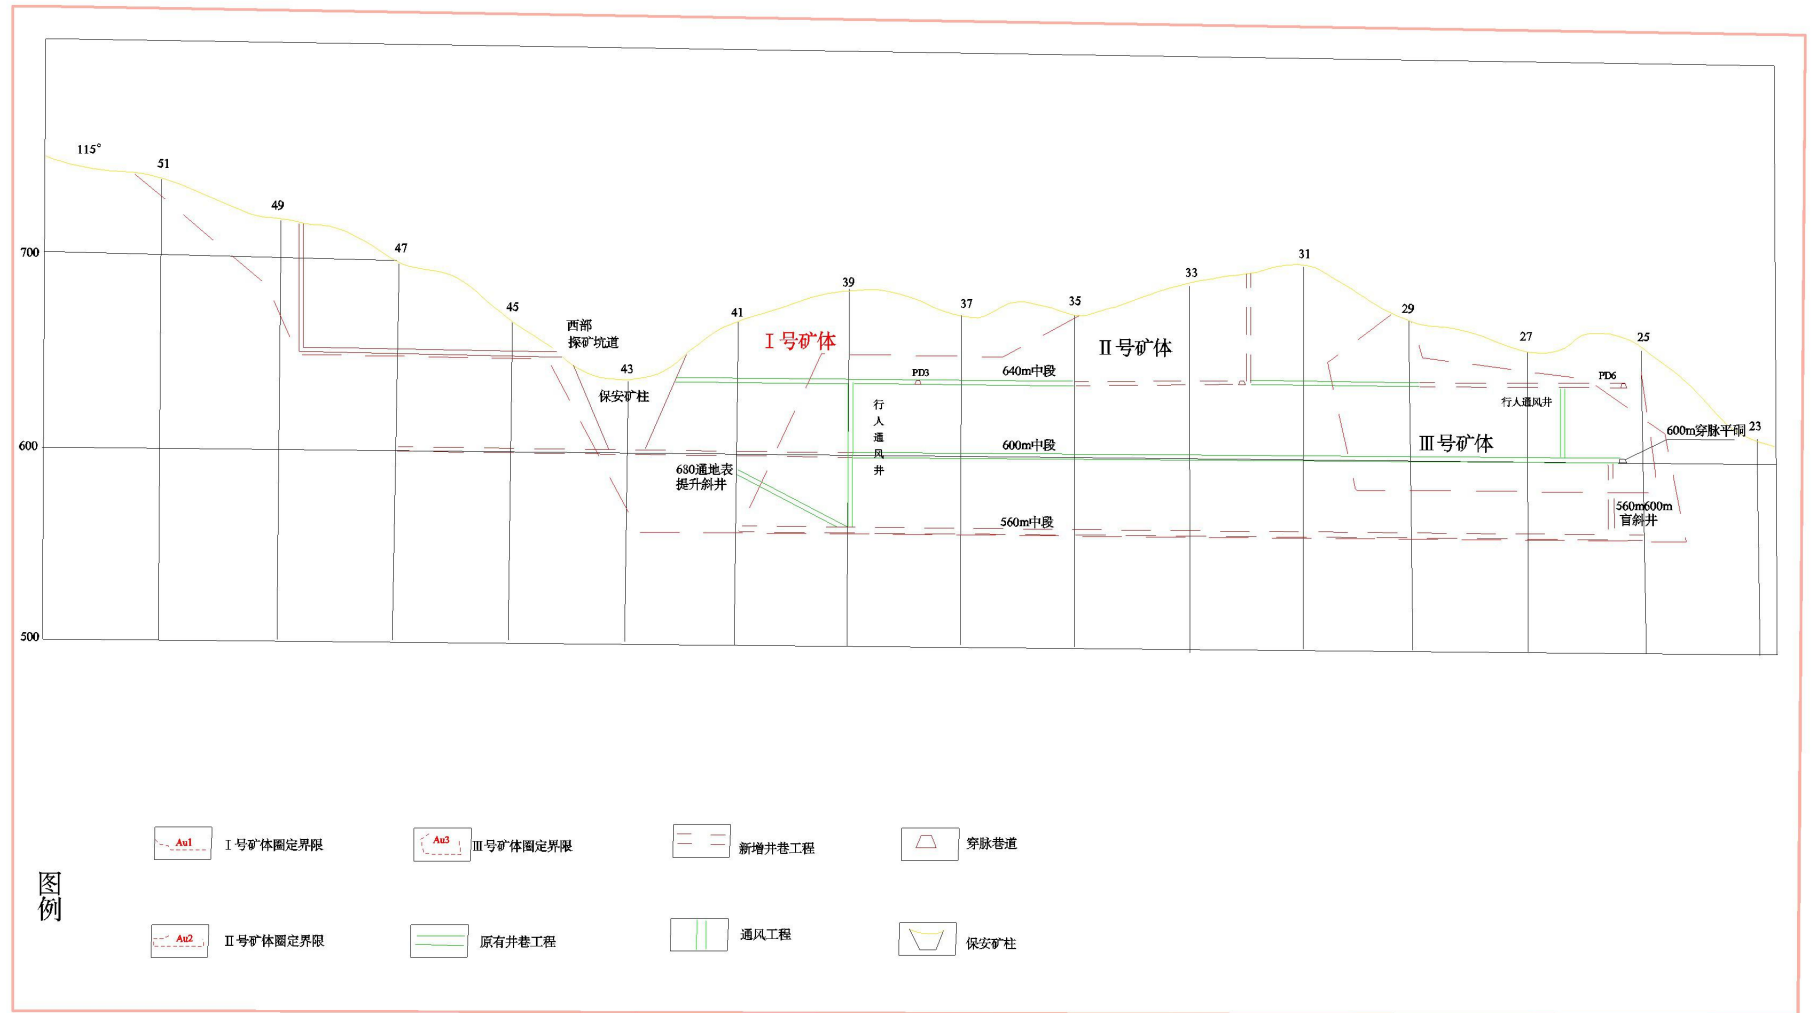 115°
51
49
47
45
43
41
39
37
35
33
31
29
27
25
23
700
600
500
西部
探矿坑道
保安矿柱
Ⅰ号矿体
Ⅱ号矿体
Ⅲ号矿体
640m中段
PD3
PD6
行人通风井
行人通风井
600m中段
600m穿脉平硐
680通地表
提升斜井
560m中段
560m600m
盲斜井
图例
Au1
Ⅰ号矿体圈定界限
Au3
Ⅲ号矿体圈定界限
新增井巷工程
穿脉巷道
Au2
Ⅱ号矿体圈定界限
原有井巷工程
通风工程
保安矿柱